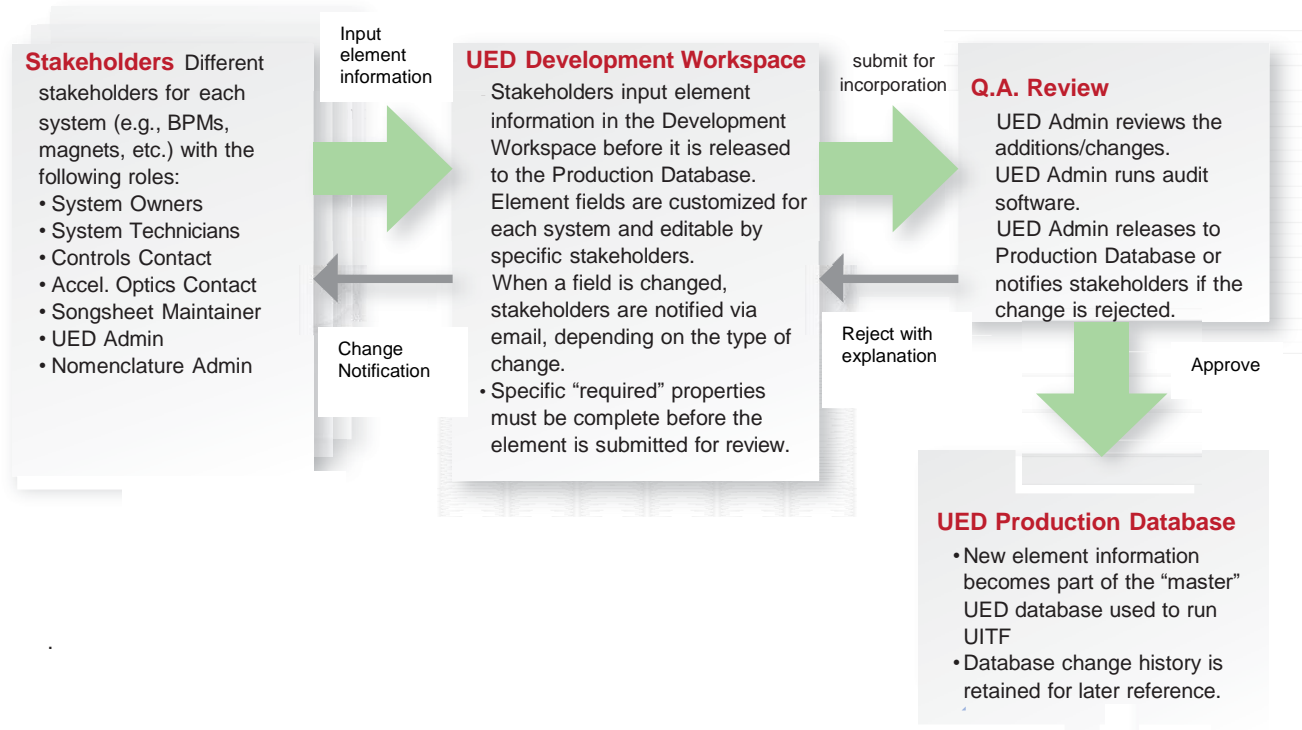 Stakeholders Different
stakeholders for each
system (e.g., BPMs,
magnets, etc.) with the
following roles:
• System Owners
• System Technicians
• Controls Contact
• Accel. Optics Contact
• Songsheet Maintainer
• UED Admin
• Nomenclature Admin
Input
element
information
Change
Notification
UED Development Workspace
Stakeholders input element
information in the Development
Workspace before it is released
to the Production Database.
Element fields are customized for
each system and editable by
specific stakeholders.
When a field is changed,
stakeholders are notified via
email, depending on the type of
change.
• Specific “required” properties
must be complete before the
element is submitted for review.
submit for
incorporation
Reject with
explanation
Q.A. Review
UED Admin reviews the
additions/changes.
UED Admin runs audit
software.
UED Admin releases to
Production Database or
notifies stakeholders if the
change is rejected.
Approve
UED Production Database
• New element information
becomes part of the “master”
UED database used to run
UITF
• Database change history is
retained for later reference.
.